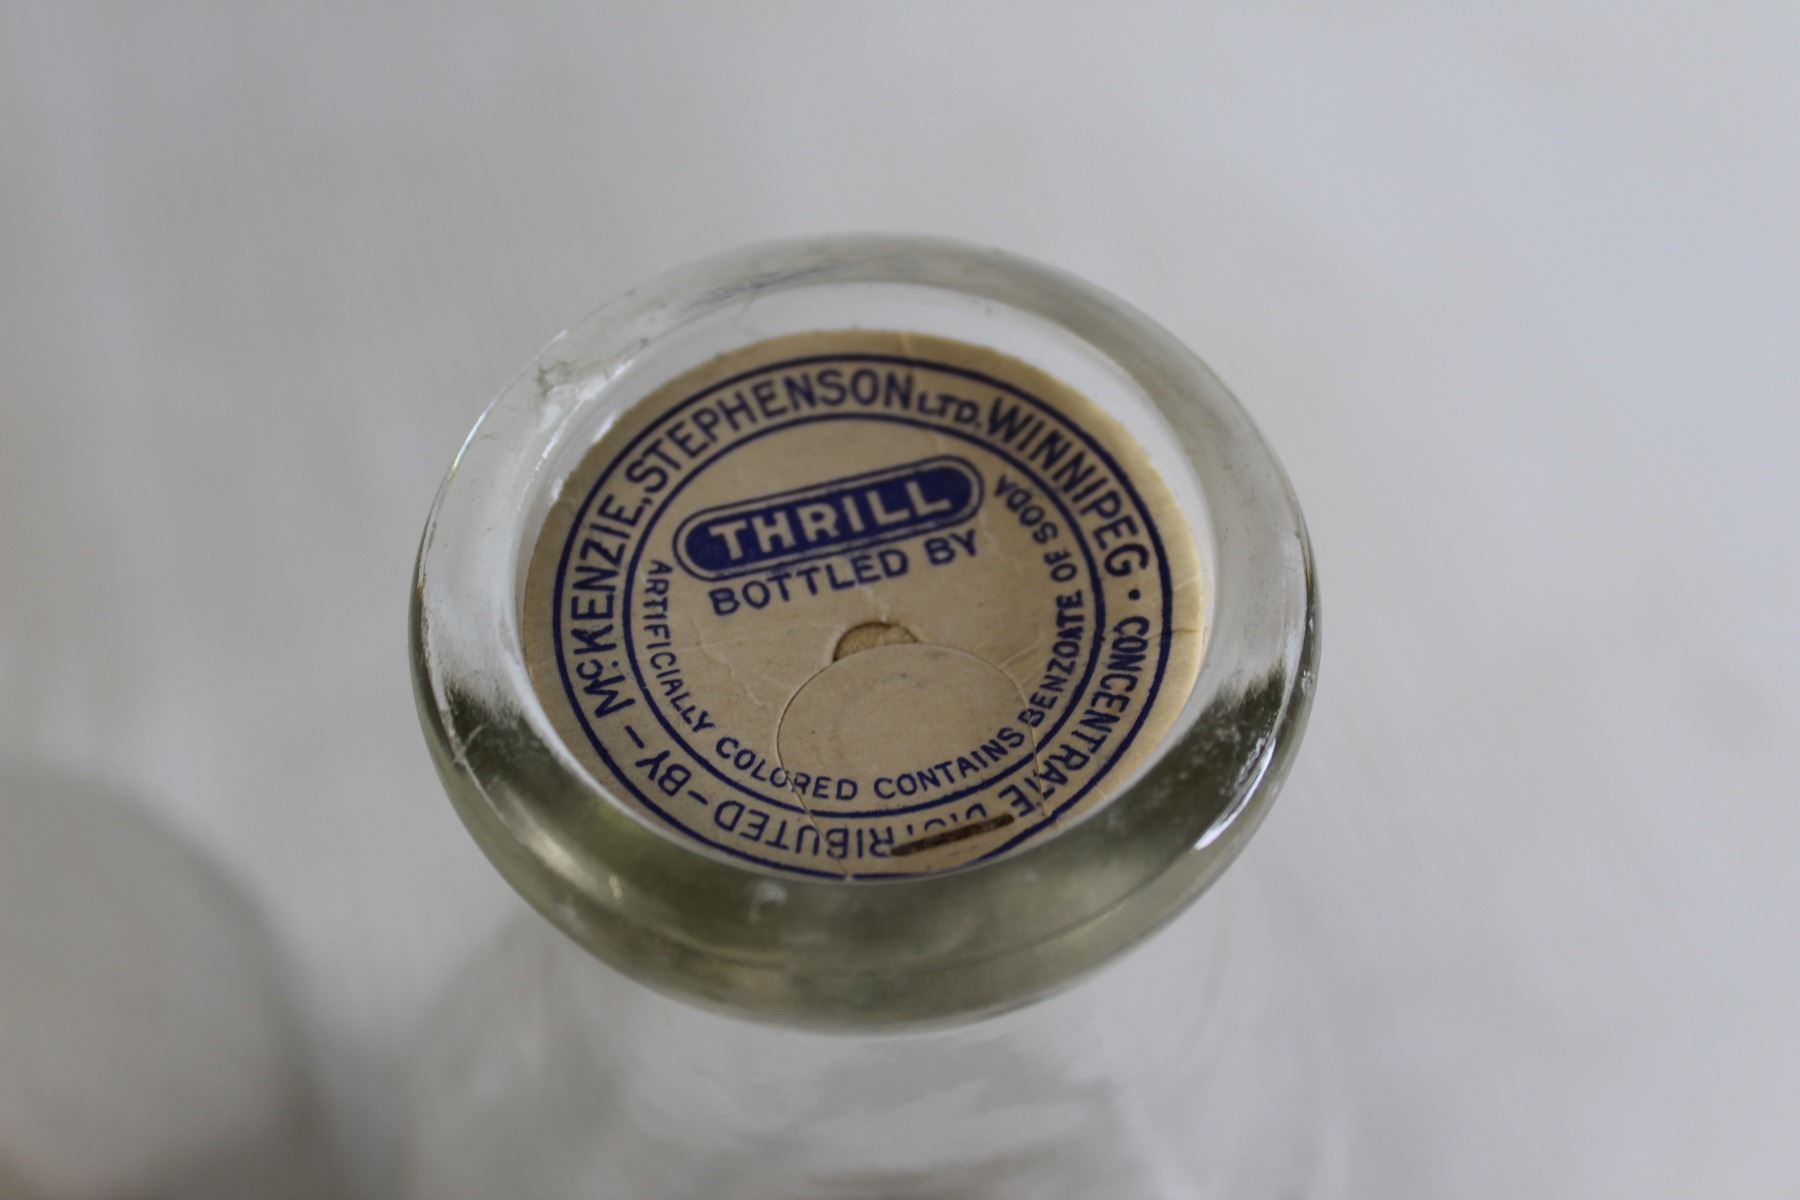 THRILL
BOTTLED BY
ARTIFICIALLY COLORED CONTAINS BENZOATE OF SODA
CONCENTRATE DISTRIBUTED-BY-McKENZIE, STEPHENSON LTD. WINNIPEG •